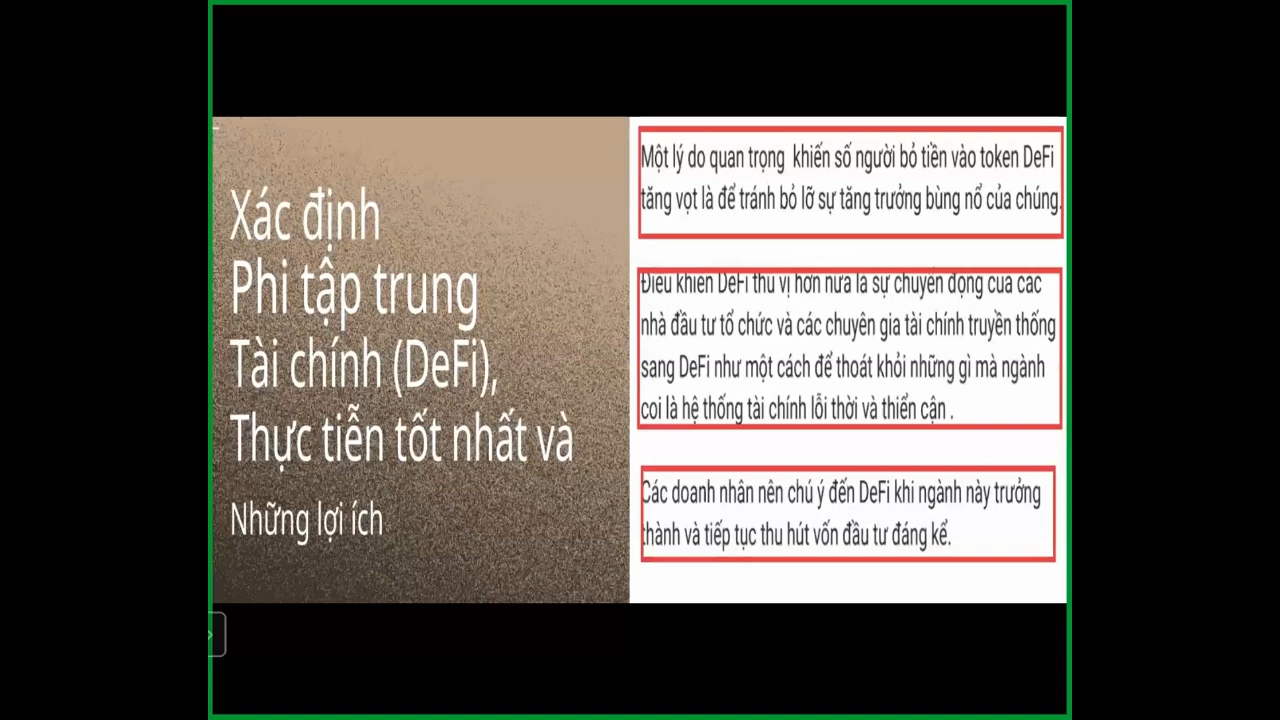 Xác định
Phi tập trung
Tài chính (DeFi),
Thực tiễn tốt nhất và
Những lợi ích
Một lý do quan trọng khiến số người bỏ tiền vào token DeFi
tăng vọt là để tránh bỏ lỡ sự tăng trưởng bùng nổ của chúng.
Điều khiến DeFi thú vị hơn nữa là sự chuyển động của các
nhà đầu tư tổ chức và các chuyên gia tài chính truyền thống
sang DeFi như một cách để thoát khỏi những gì mà ngành
coi là hệ thống tài chính lỗi thời và thiển cận .
Các doanh nhân nên chú ý đến DeFi khi ngành này trưởng
thành và tiếp tục thu hút vốn đầu tư đáng kể.